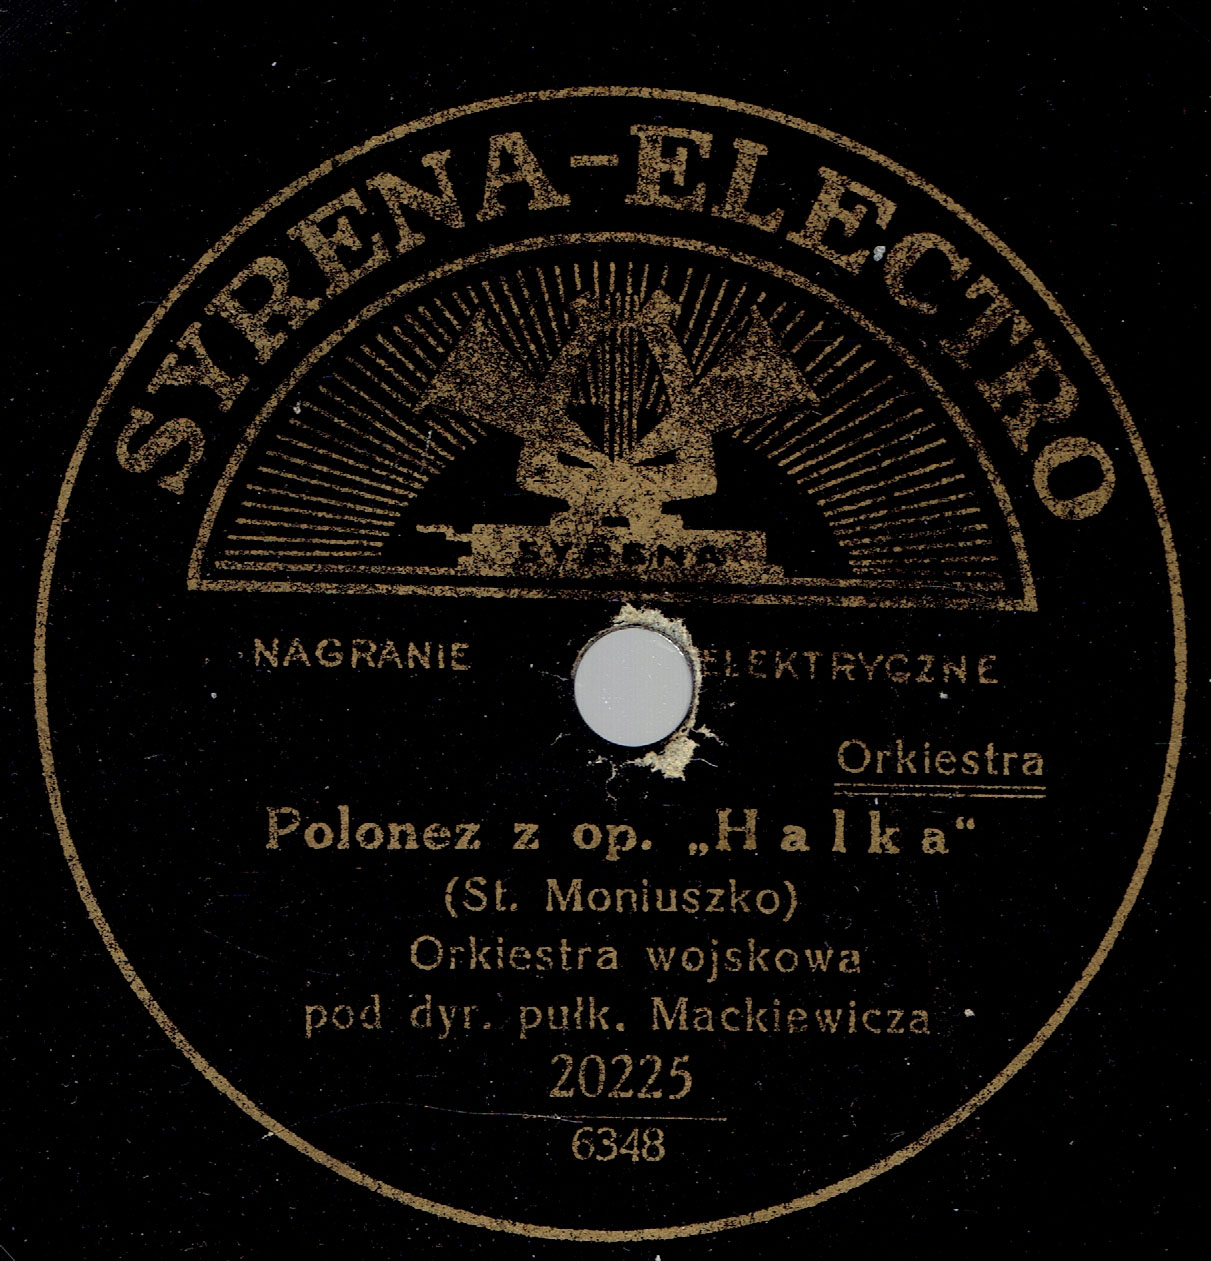 SYRENA-ELECTRO
SYRENA
NAGRANIE ELEKTRYCZNE
Orkiestra
Polonez z op. „Halka“
(St. Moniuszko)
Orkiestra wojskowa
pod dyr. pułk. Mackiewicza
20225
6348